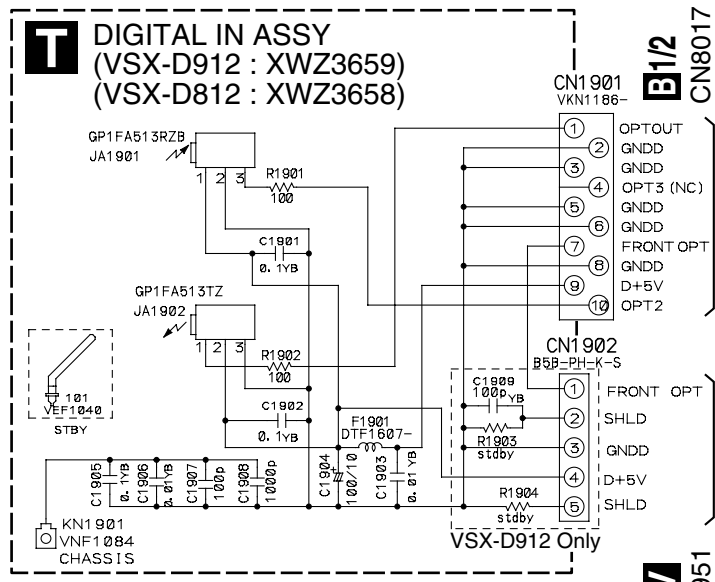 T DIGITAL IN ASSY
(VSX-D912 : XWZ3659)
(VSX-D812 : XWZ3658)
B1/2
CN8017
CN1901
VKN1186-
GP1FA513RZB
JA1901
1 2 3
R1901
100
C1901
0.1YB
1 OPTOUT
2 GNDD
3 GNDD
4 OPT3 (NC)
5 GNDD
6 GNDD
7 FRONT OPT
8 GNDD
9 D+5V
10 OPT2
GP1FA513TZ
JA1902
1 2 3
R1902
100
C1902
0.1YB
101
VEF1040
STBY
F1901
DTF1607-
C1904
100/10
C1903
0.01YB
CN1902
B5B-PH-K-S
C1909
100p YB
R1903
stdby
R1904
stdby
1 FRONT OPT
2 SHLD
3 GNDD
4 D+5V
5 SHLD
VSX-D912 Only
C1905
0.1YB
C1906
0.01YB
C1907
100p
C1908
1000p
KN1901
VNF1084
CHASSIS
951